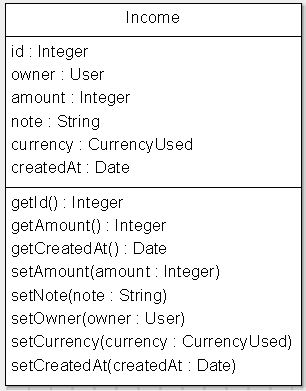 Income
id : Integer
owner : User
amount : Integer
note : String
currency : CurrencyUsed
createdAt : Date
getId() : Integer
getAmount() : Integer
getCreatedAt() : Date
setAmount(amount : Integer)
setNote(note : String)
setOwner(owner : User)
setCurrency(currency : CurrencyUsed)
setCreatedAt(createdAt : Date)